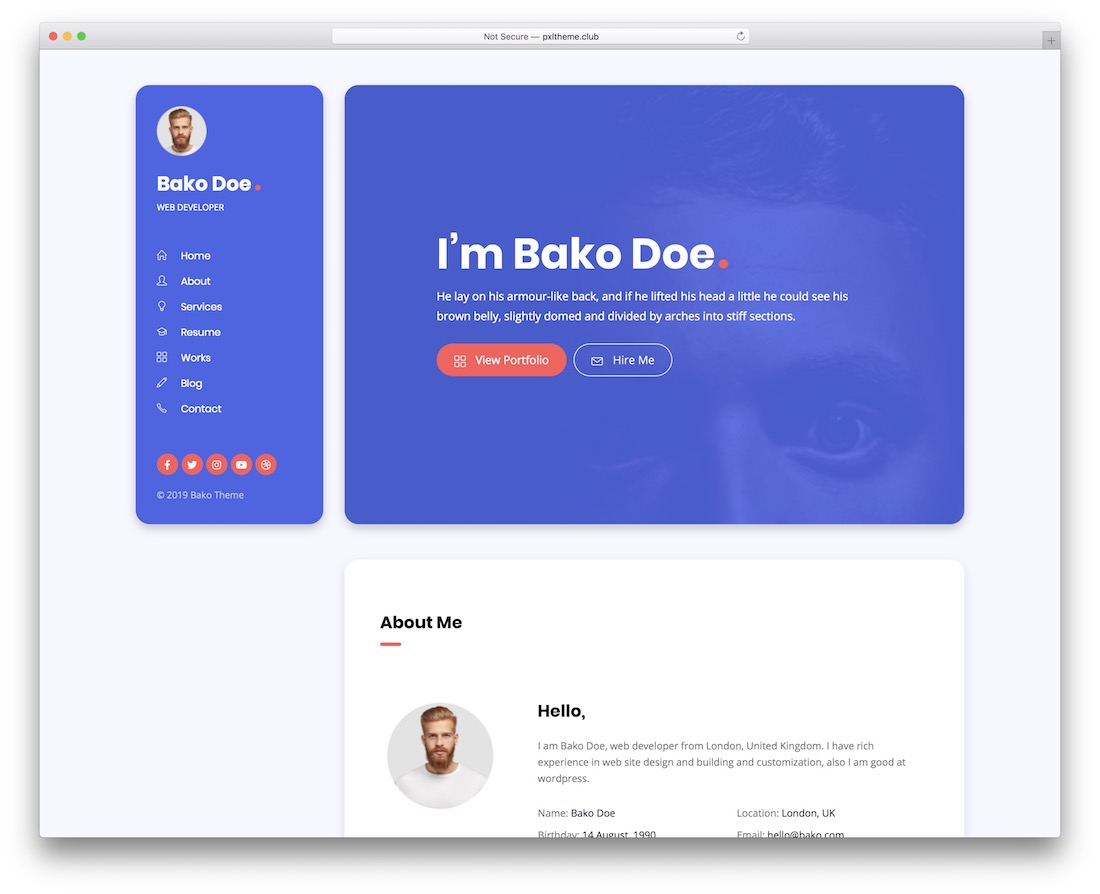 Not Secure — pxltheme.club
Bako Doe.
WEB DEVELOPER
Home
About
Services
Resume
Works
Blog
Contact
© 2019 Bako Theme
I’m Bako Doe.
He lay on his armour-like back, and if he lifted his head a little he could see his
brown belly, slightly domed and divided by arches into stiff sections.
View Portfolio
Hire Me
About Me
Hello,
I am Bako Doe, web developer from London, United Kingdom. I have rich
experience in web site design and building and customization, also I am good at
wordpress.
Name: Bako Doe
Location: London, UK
Birthday: 14 August, 1990
Email: hello@bako.com